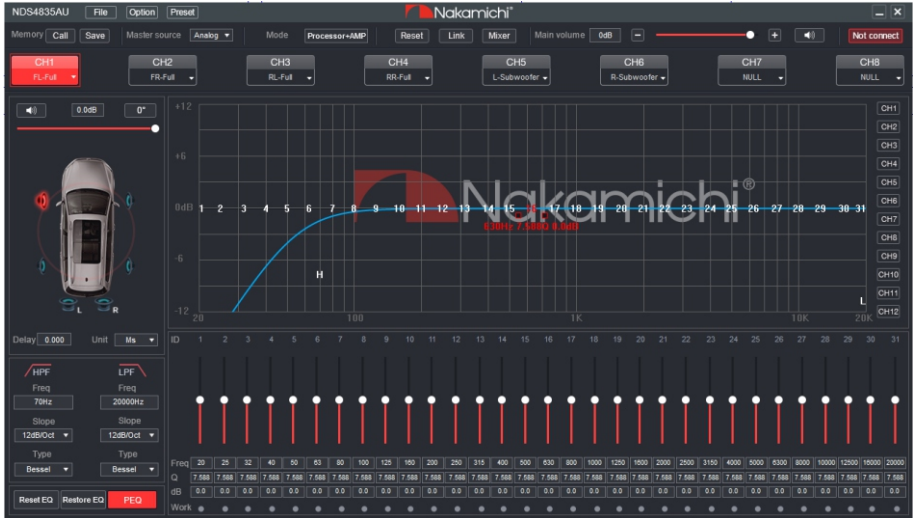 NDS4835AU File Option Preset Nakamichi®
Memory Call Save Master source Analog Mode Processor+AMP Reset Link Mixer Main volume 0dB Not connect
CH1 CH2 CH3 CH4 CH5 CH6 CH7 CH8
FL-Full FR-Full RL-Full RR-Full L-Subwoofer R-Subwoofer NULL NULL
0.0dB 0°
+12 CH1
CH2
CH3
+6 CH4
CH5
Nakamichi®
CH6
0dB 1 2 3 4 5 6 7 8 9 10 11 12 13 14 15 16 17 18 19 20 21 22 23 24 25 26 27 28 29 30 31
CH7
630Hz 7.588Q 0.0dB
CH8
-6 CH9
H CH10
L CH11
L R
-12 CH12
20 100 1K 10K 20K
Delay 0.000 Unit Ms
ID 1 2 3 4 5 6 7 8 9 10 11 12 13 14 15 16 17 18 19 20 21 22 23 24 25 26 27 28 29 30 31
HPF LPF
Freq Freq
70Hz 20000Hz
Slope Slope
12dB/Oct 12dB/Oct
Type Type
Bessel Bessel
Freq 20 25 32 40 50 63 80 100 125 160 200 250 315 400 500 630 800 1000 1250 1600 2000 2500 3150 4000 5000 6300 8000 10000 12500 16000 20000
Q 7.588 7.588 7.588 7.588 7.588 7.588 7.588 7.588 7.588 7.588 7.588 7.588 7.588 7.588 7.588 7.588 7.588 7.588 7.588 7.588 7.588 7.588 7.588 7.588 7.588 7.588 7.588 7.588 7.588 7.588 7.588
dB 0.0 0.0 0.0 0.0 0.0 0.0 0.0 0.0 0.0 0.0 0.0 0.0 0.0 0.0 0.0 0.0 0.0 0.0 0.0 0.0 0.0 0.0 0.0 0.0 0.0 0.0 0.0 0.0 0.0 0.0 0.0
Reset EQ Restore EQ PEQ
Work